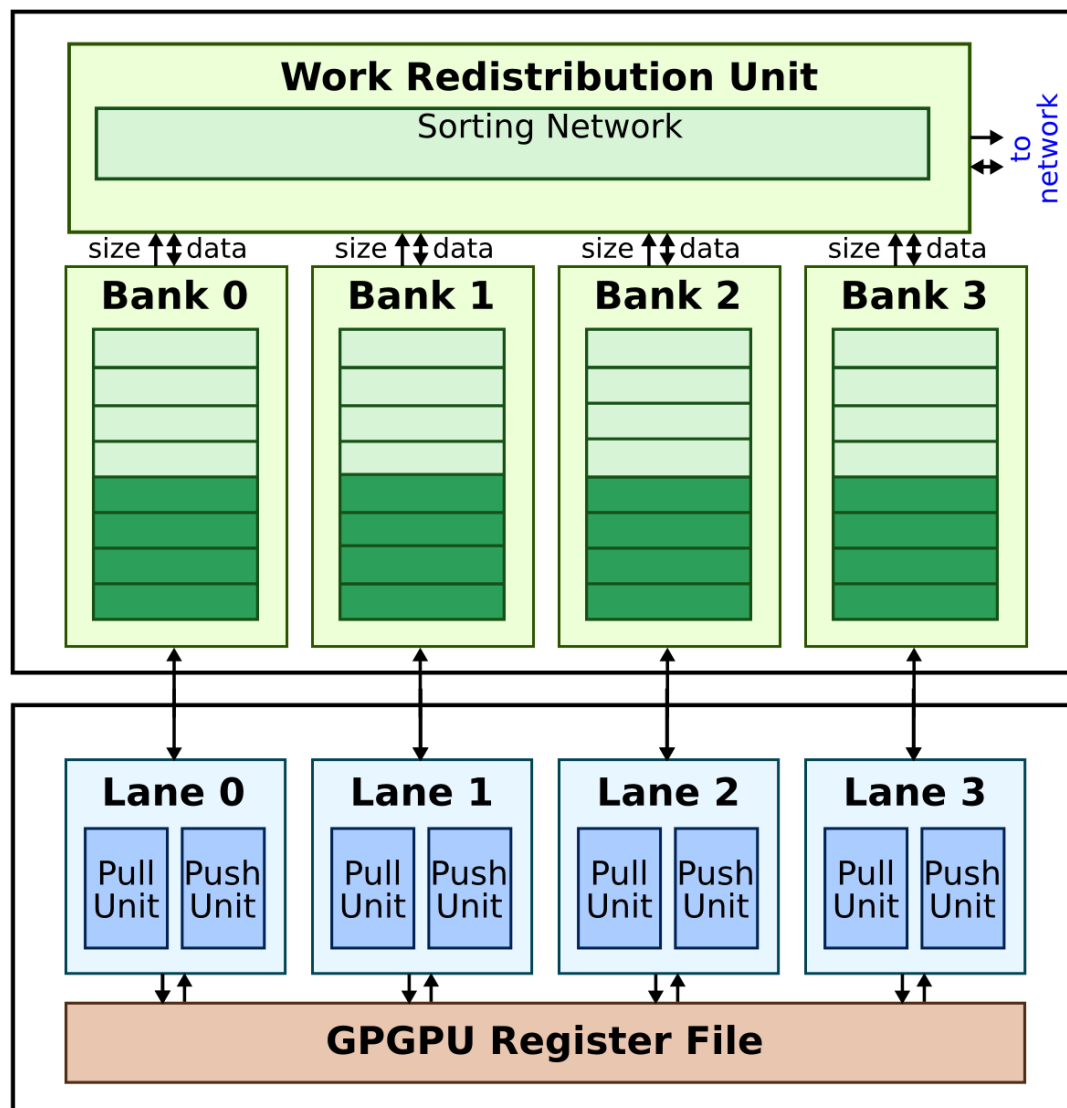 Work Redistribution Unit
Sorting Network
to
network
size data size data size data size data
Bank 0 Bank 1 Bank 2 Bank 3
Lane 0 Lane 1 Lane 2 Lane 3
Pull Push Pull Push Pull Push Pull Push
Unit Unit Unit Unit Unit Unit Unit Unit
GPGPU Register File